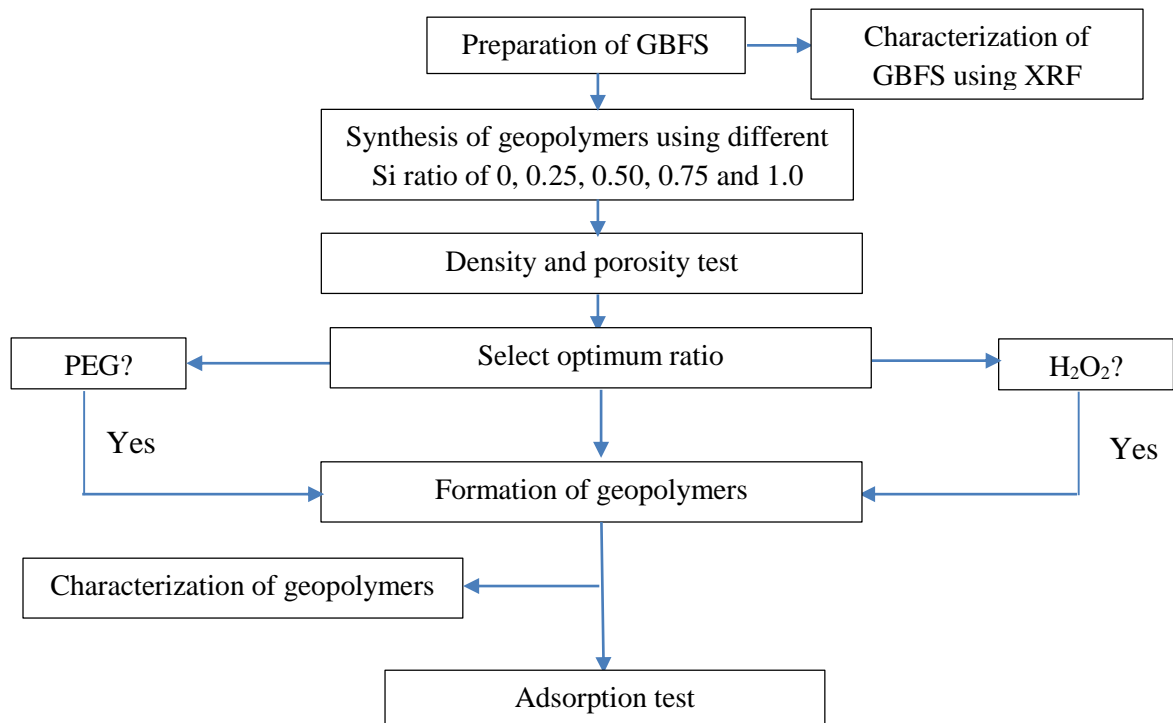 Preparation of GBFS
Characterization of
GBFS using XRF
Synthesis of geopolymers using different
Si ratio of 0, 0.25, 0.50, 0.75 and 1.0
Density and porosity test
Select optimum ratio
PEG?
H₂O₂?
Yes
Yes
Formation of geopolymers
Characterization of geopolymers
Adsorption test